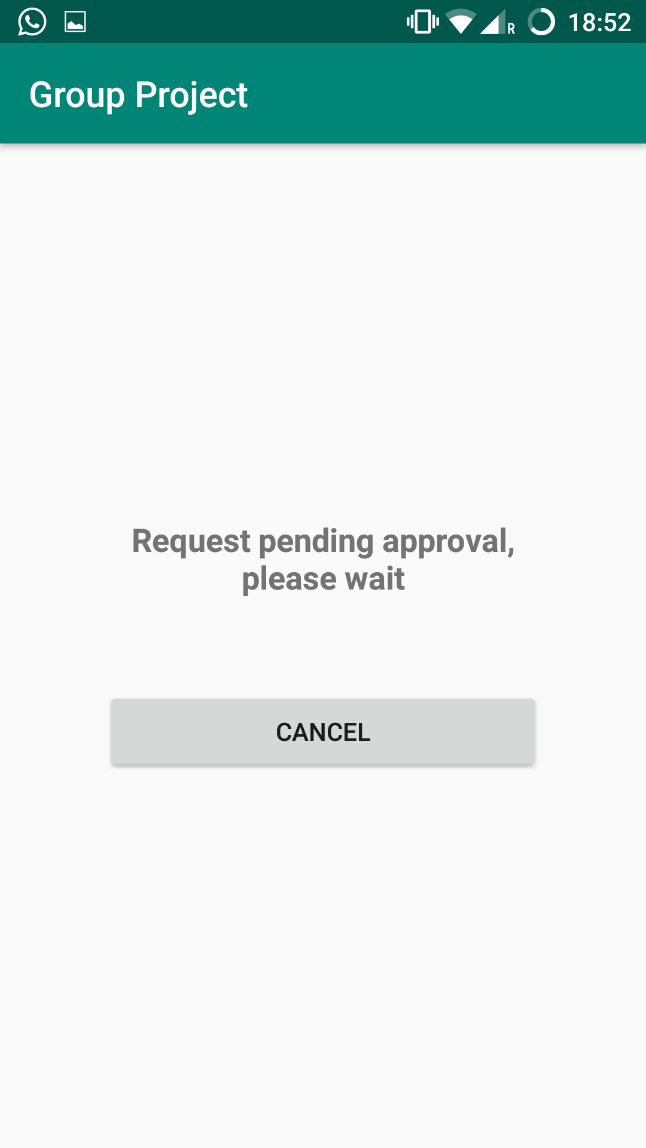 R
18:52
Group Project
Request pending approval,
please wait
CANCEL